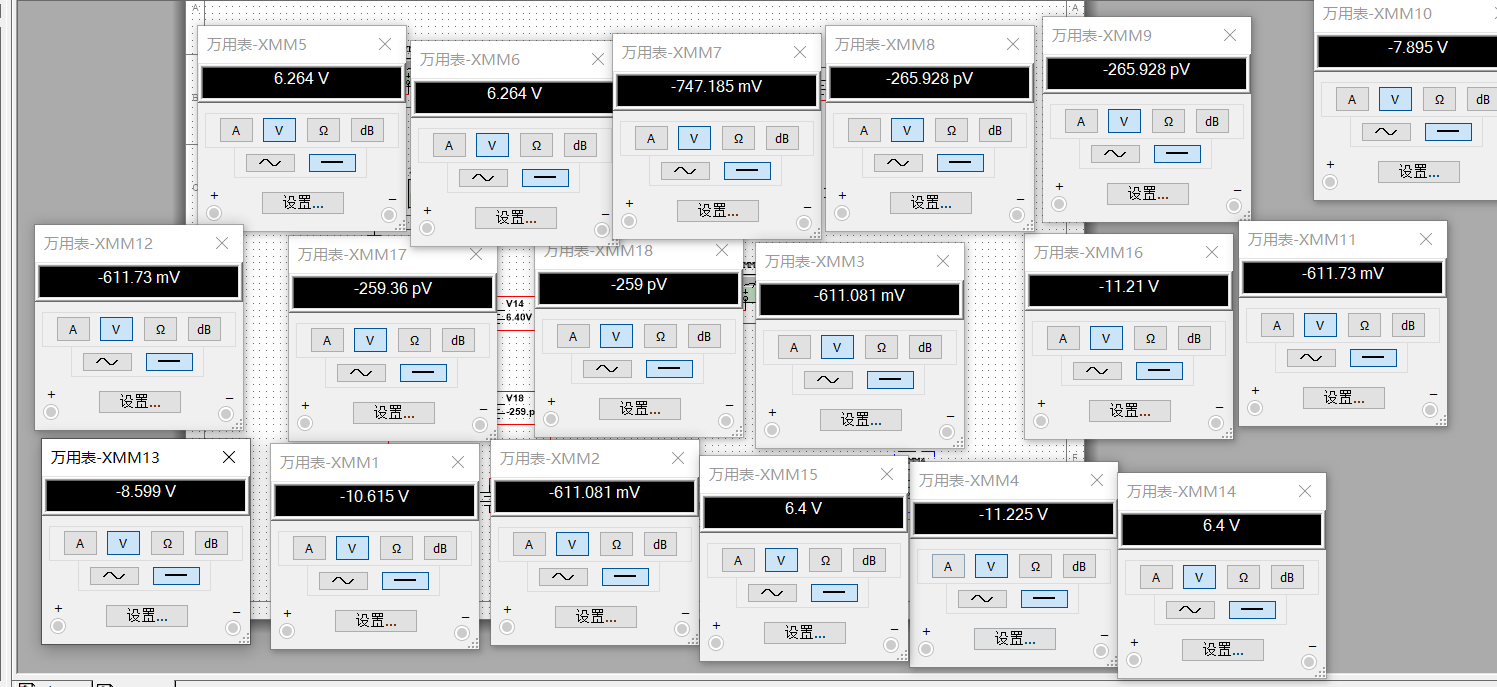 A
A
万用表-XMM5
6.264 V
A V Ω dB
设置...
+ −
万用表-XMM6
6.264 V
A V Ω dB
设置...
+ −
万用表-XMM7
-747.185 mV
A V Ω dB
设置...
+ −
万用表-XMM8
-265.928 pV
A V Ω dB
设置...
+ −
万用表-XMM9
-265.928 pV
A V Ω dB
设置...
+ −
万用表-XMM10
-7.895 V
A V Ω dB
设置...
+
万用表-XMM12
-611.73 mV
A V Ω dB
设置...
+ −
万用表-XMM17
-259.36 pV
A V Ω dB
设置...
+ −
V14
6.40V
V18
-259.p
万用表-XMM18
-259 pV
A V Ω dB
设置...
+ −
万用表-XMM3
-611.081 mV
A V Ω dB
设置...
+ −
万用表-XMM16
-11.21 V
A V Ω dB
设置...
+ −
万用表-XMM11
-611.73 mV
A V Ω dB
设置...
+ −
万用表-XMM13
-8.599 V
A V Ω dB
设置...
+ −
万用表-XMM1
-10.615 V
A V Ω dB
设置...
+ −
万用表-XMM2
-611.081 mV
A V Ω dB
设置...
+ −
万用表-XMM15
6.4 V
A V Ω dB
设置...
+ −
万用表-XMM4
-11.225 V
A V Ω dB
设置...
+ −
万用表-XMM14
6.4 V
A V Ω dB
设置...
+ −